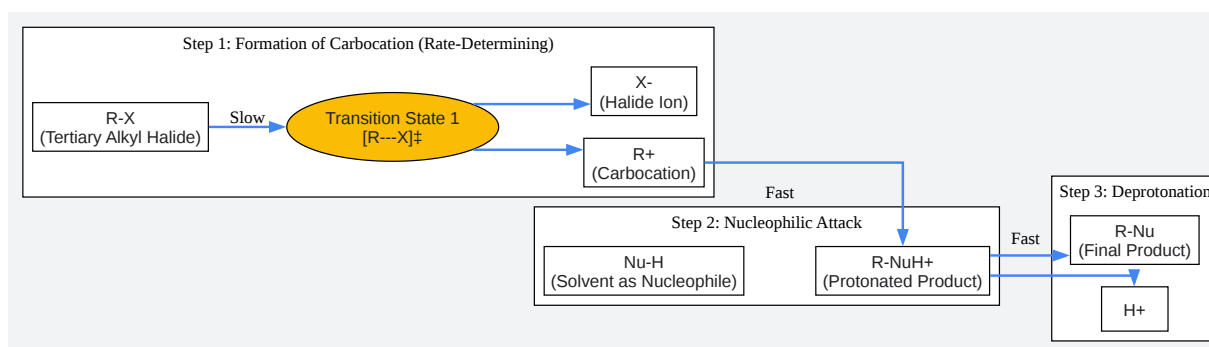 Step 1: Formation of Carbocation (Rate-Determining)
R-X
(Tertiary Alkyl Halide)
Slow
Transition State 1
[R---X]‡
X-
(Halide Ion)
R+
(Carbocation)
Fast
Step 2: Nucleophilic Attack
Nu-H
(Solvent as Nucleophile)
R-NuH+
(Protonated Product)
Fast
Step 3: Deprotonation
R-Nu
(Final Product)
H+